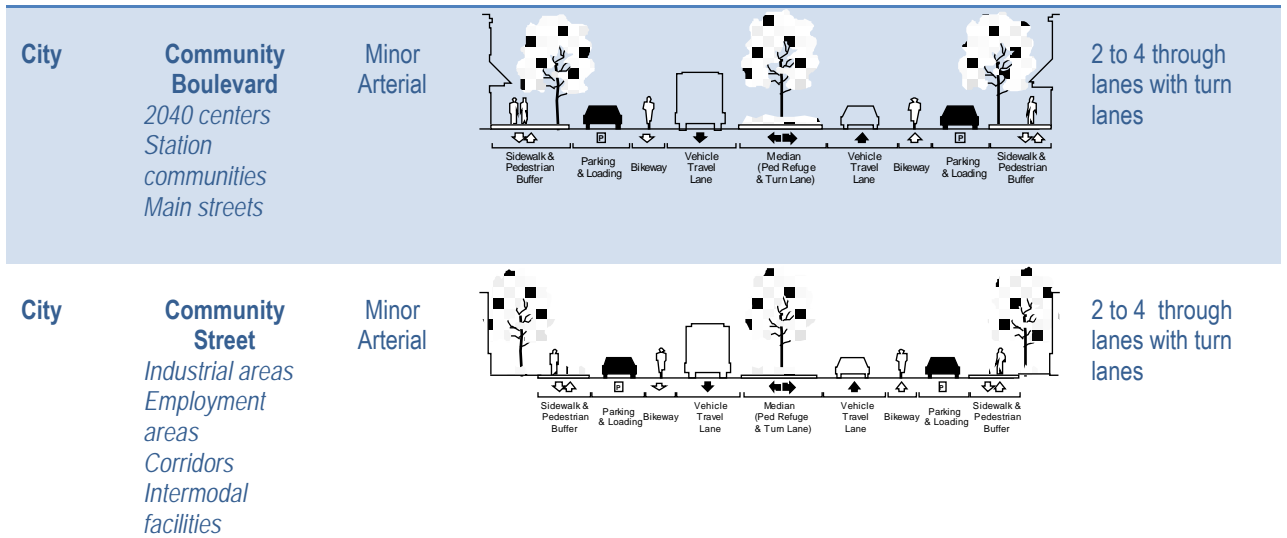 City
Community
Boulevard
2040 centers
Station
communities
Main streets
Minor
Arterial
P
P
Sidewalk &
Pedestrian
Buffer
Parking
& Loading
Bikeway
Vehicle
Travel
Lane
Median
(Ped Refuge
& Turn Lane)
Vehicle
Travel
Lane
Bikeway
Parking
& Loading
Sidewalk &
Pedestrian
Buffer
2 to 4 through
lanes with turn
lanes
City
Community
Street
Industrial areas
Employment
areas
Corridors
Intermodal
facilities
Minor
Arterial
P
P
Sidewalk &
Pedestrian
Buffer
Parking
& Loading
Bikeway
Vehicle
Travel
Lane
Median
(Ped Refuge
& Turn Lane)
Vehicle
Travel
Lane
Bikeway
Parking
& Loading
Sidewalk &
Pedestrian
Buffer
2 to 4 through
lanes with turn
lanes